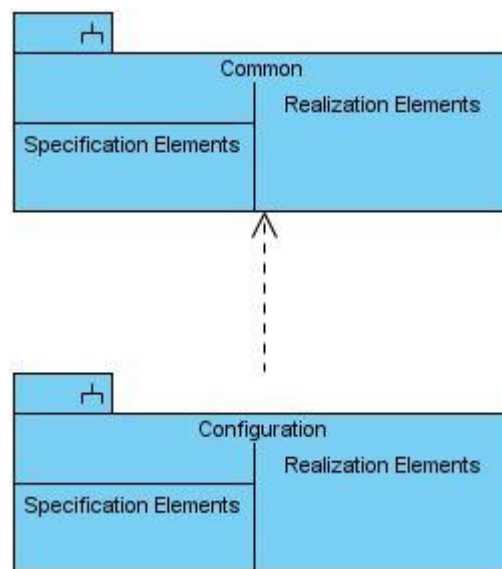 Common
Realization Elements
Specification Elements
Configuration
Realization Elements
Specification Elements